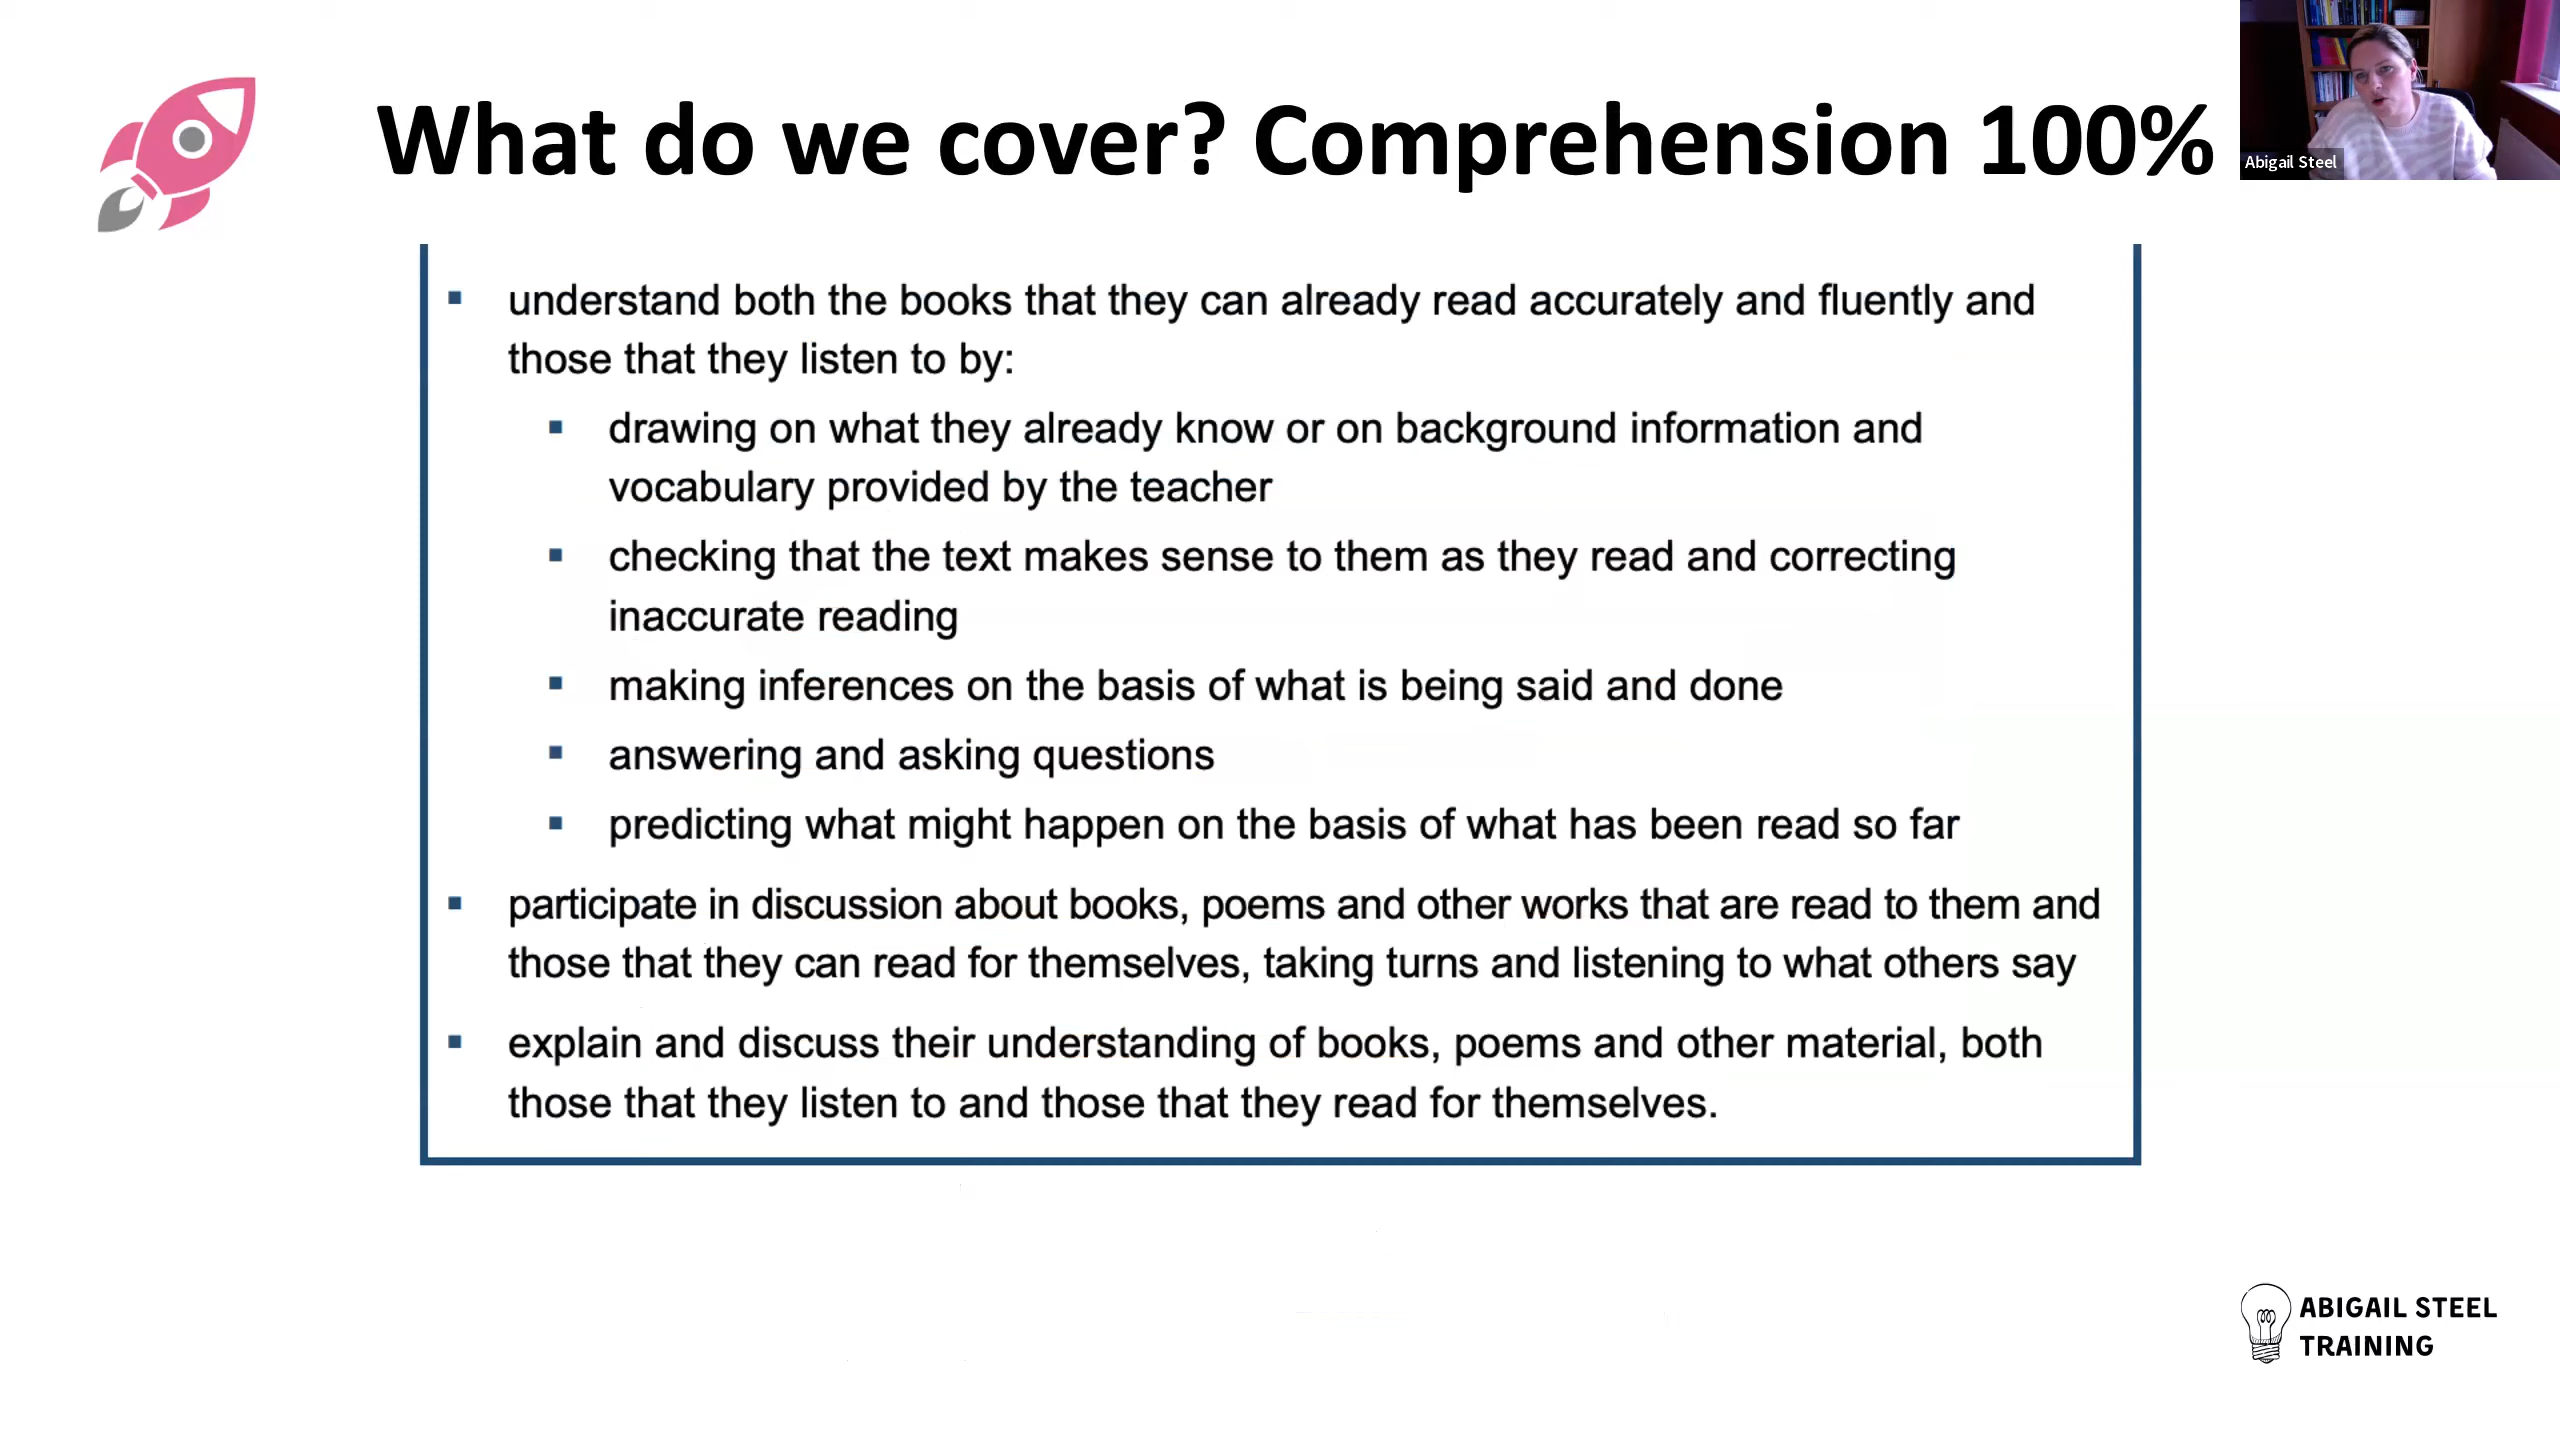 What do we cover? Comprehension 100%
Abigail Steel
▪ understand both the books that they can already read accurately and fluently and
those that they listen to by:
▪ drawing on what they already know or on background information and
vocabulary provided by the teacher
▪ checking that the text makes sense to them as they read and correcting
inaccurate reading
▪ making inferences on the basis of what is being said and done
▪ answering and asking questions
▪ predicting what might happen on the basis of what has been read so far
▪ participate in discussion about books, poems and other works that are read to them and
those that they can read for themselves, taking turns and listening to what others say
▪ explain and discuss their understanding of books, poems and other material, both
those that they listen to and those that they read for themselves.
ABIGAIL STEEL
TRAINING